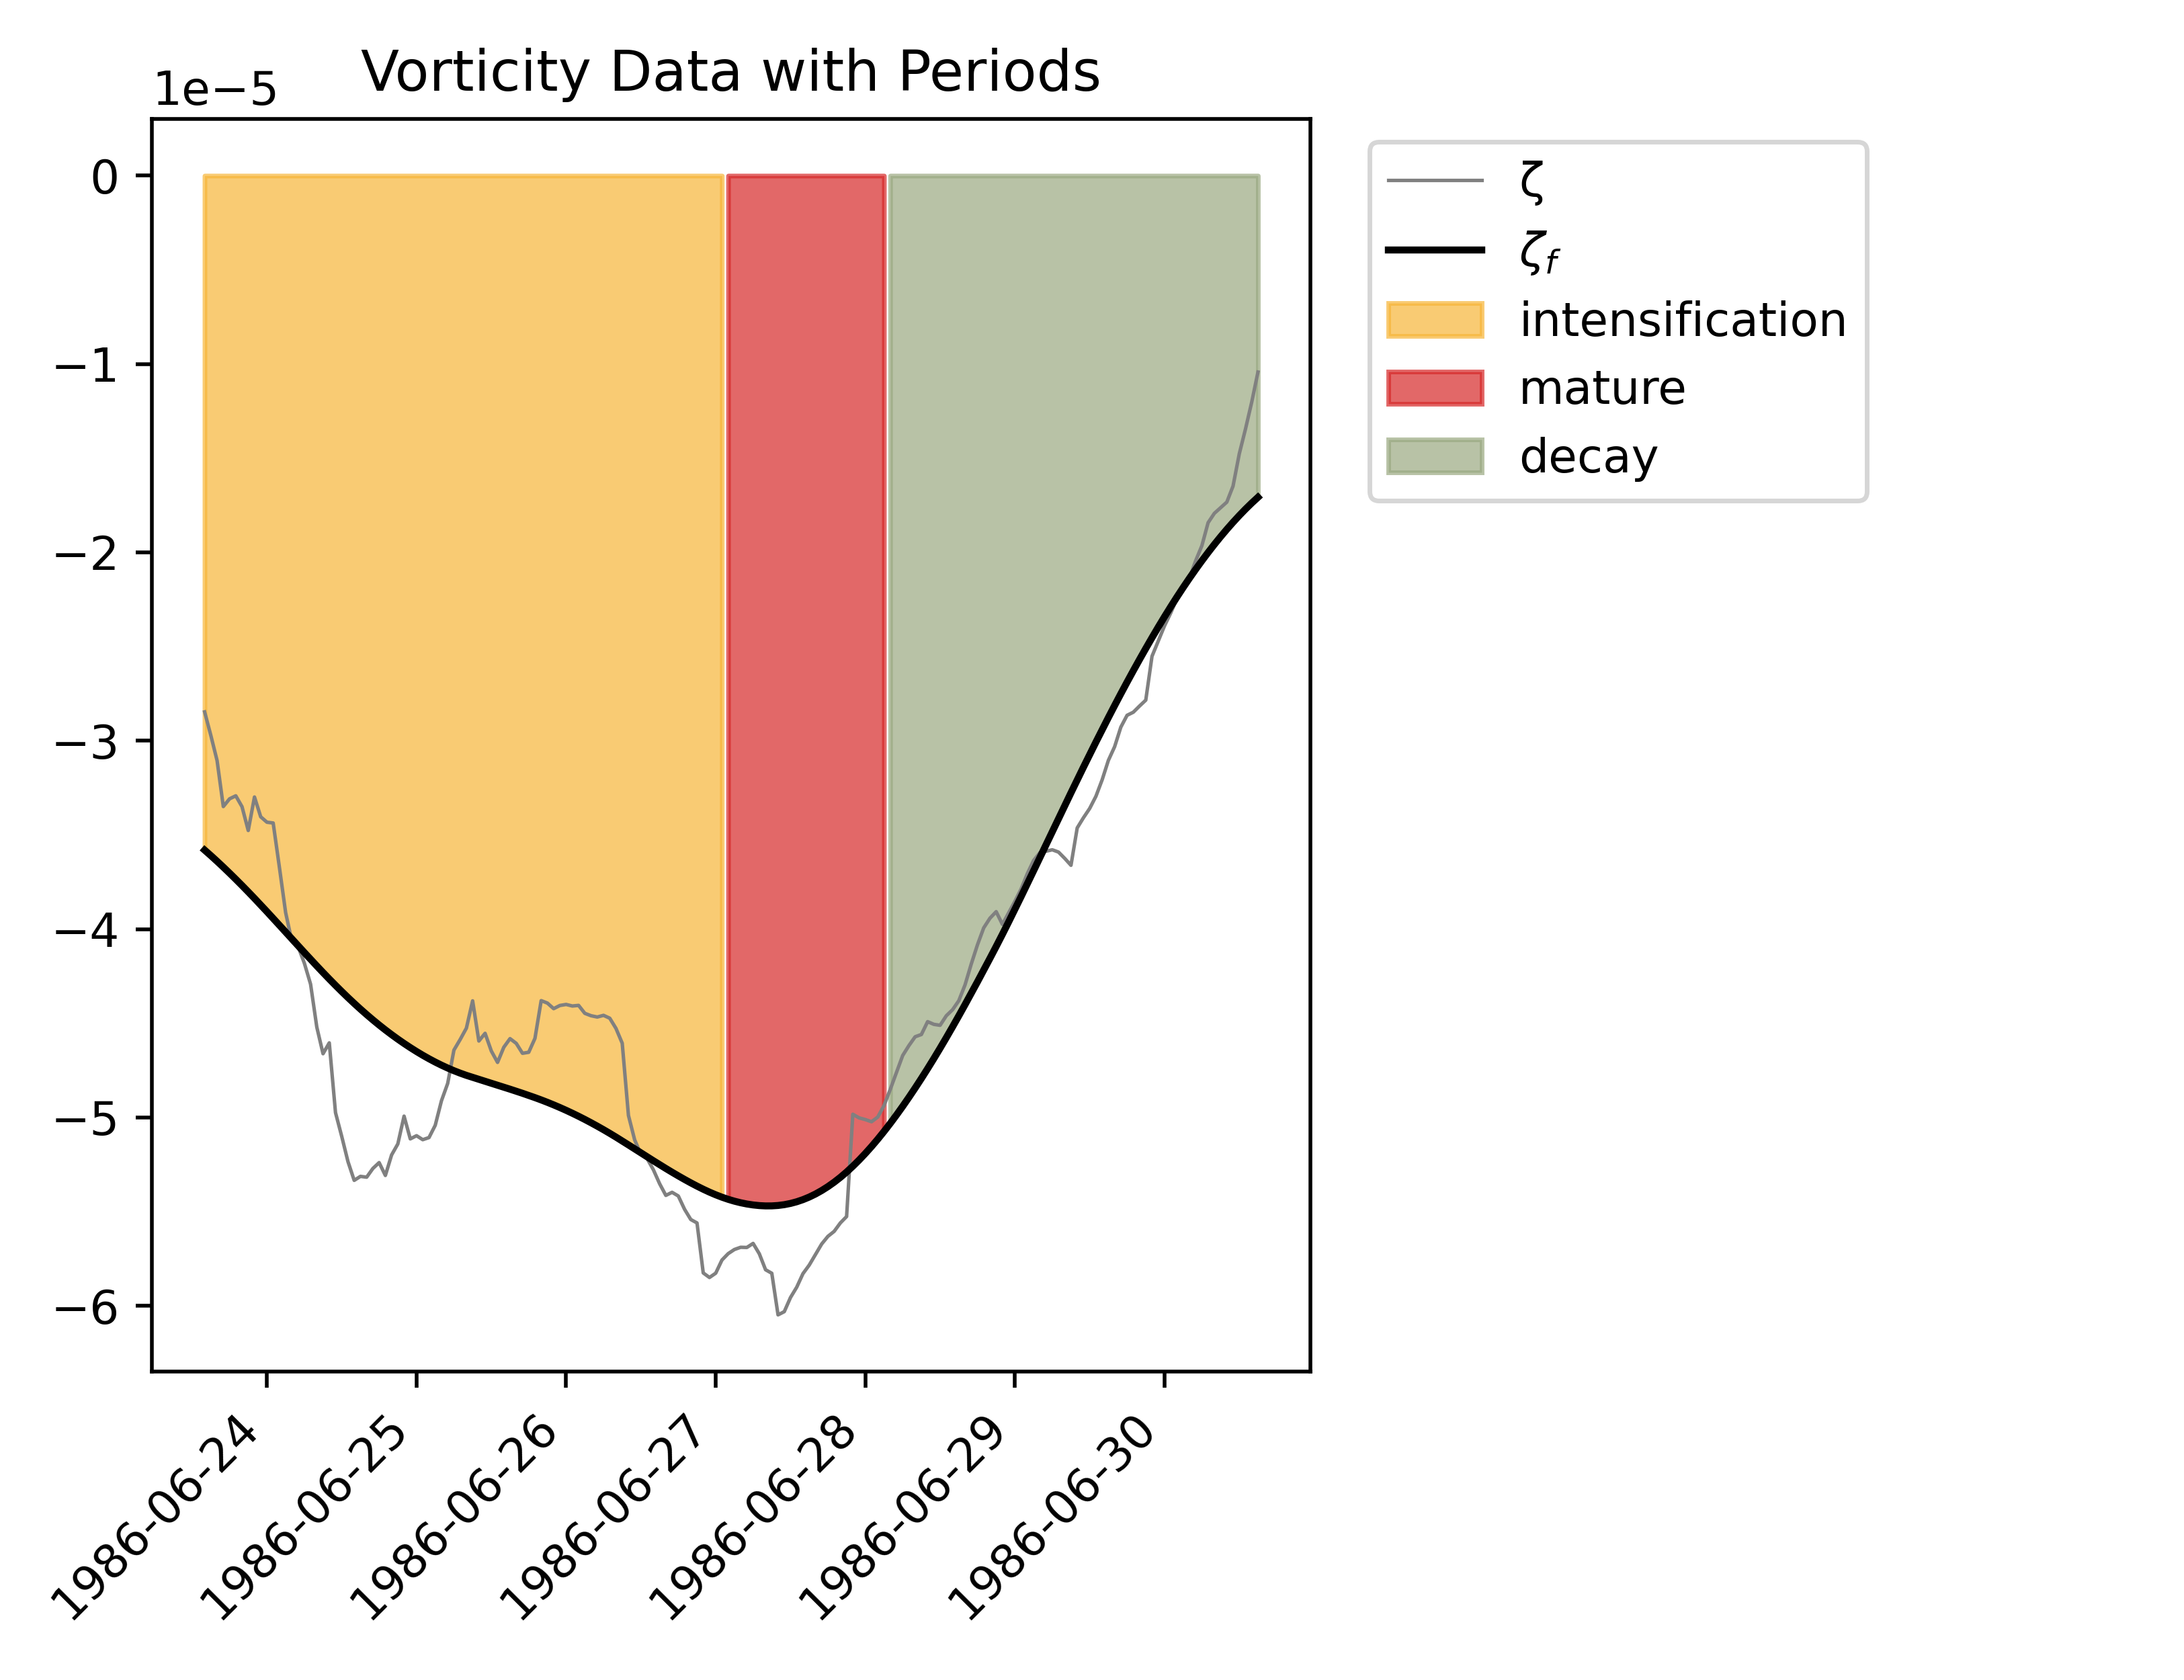 Vorticity Data with Periods
1e−5
0
−1
−2
−3
−4
−5
−6
1986-06-24
1986-06-25
1986-06-26
1986-06-27
1986-06-28
1986-06-29
1986-06-30
ζ
ζf
intensification
mature
decay